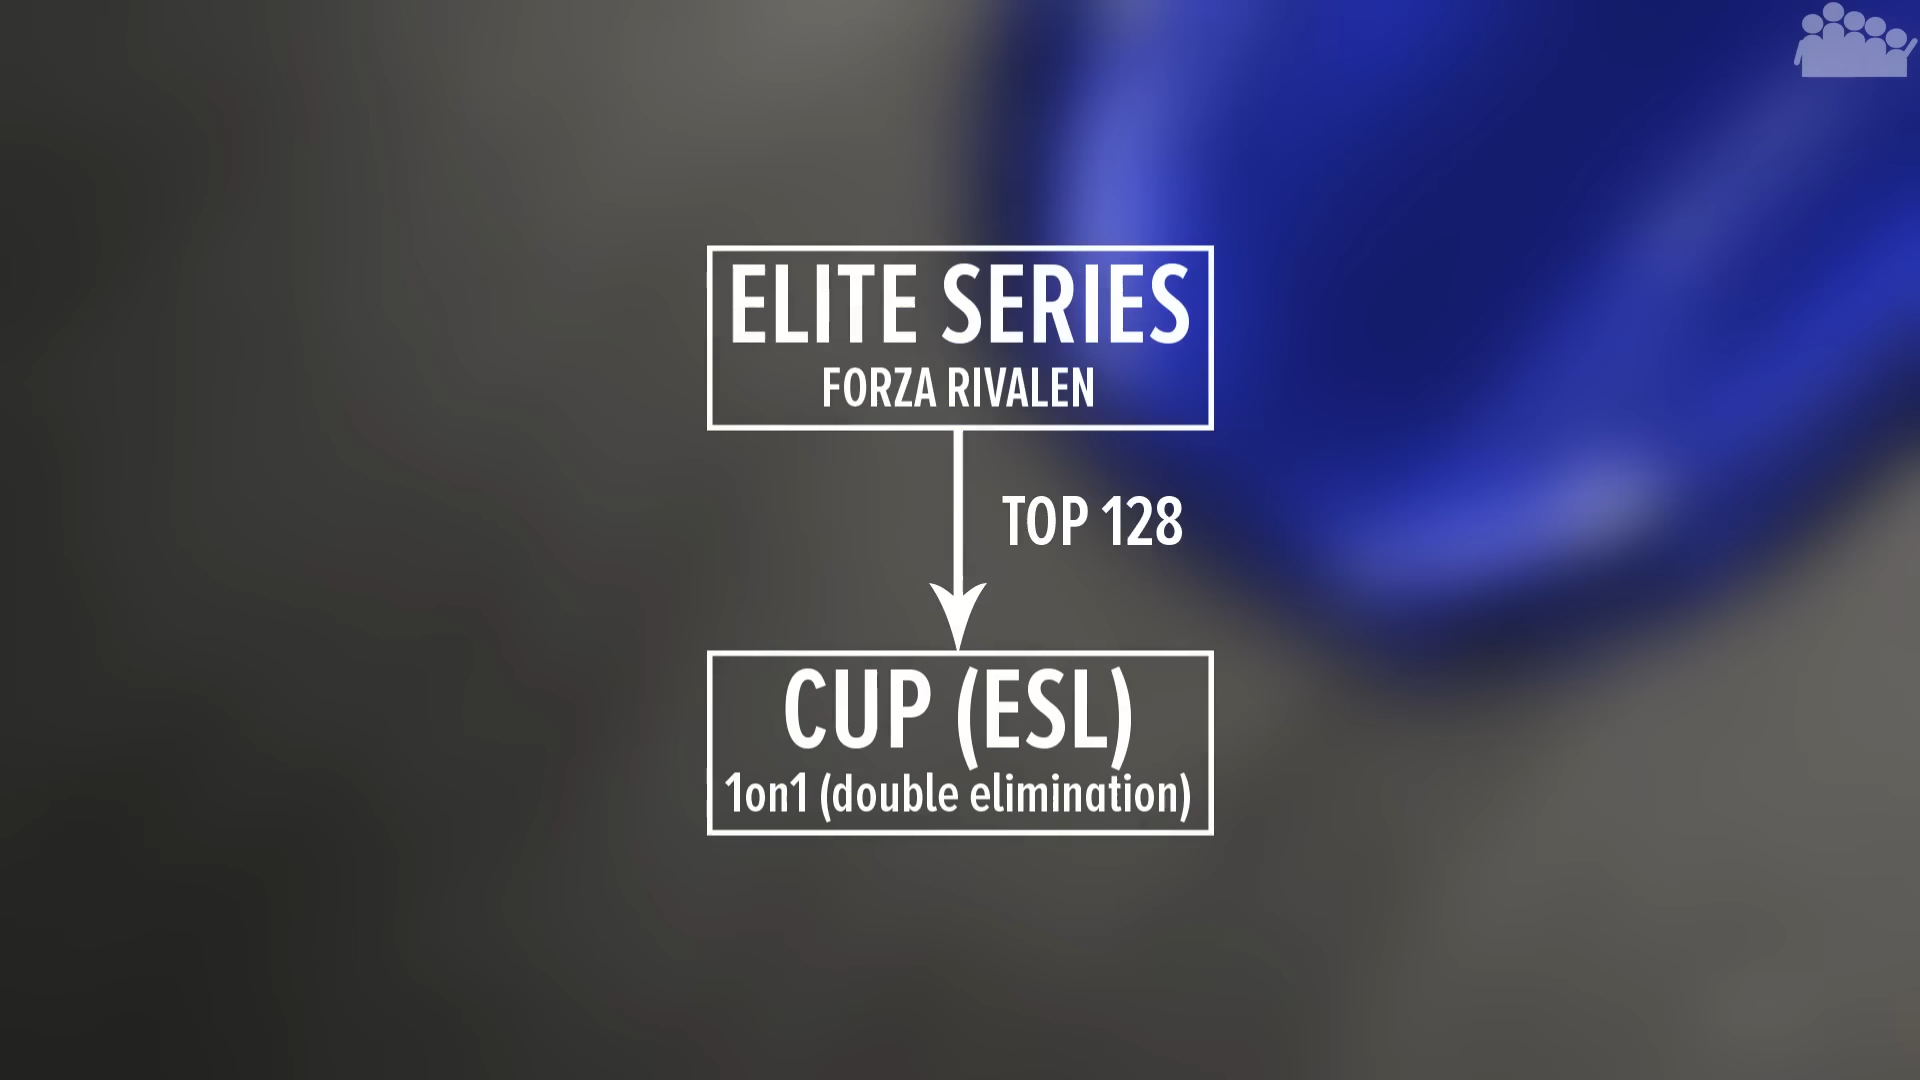 ELITE SERIES
FORZA RIVALEN
TOP 128
CUP (ESL)
1on1 (double elimination)